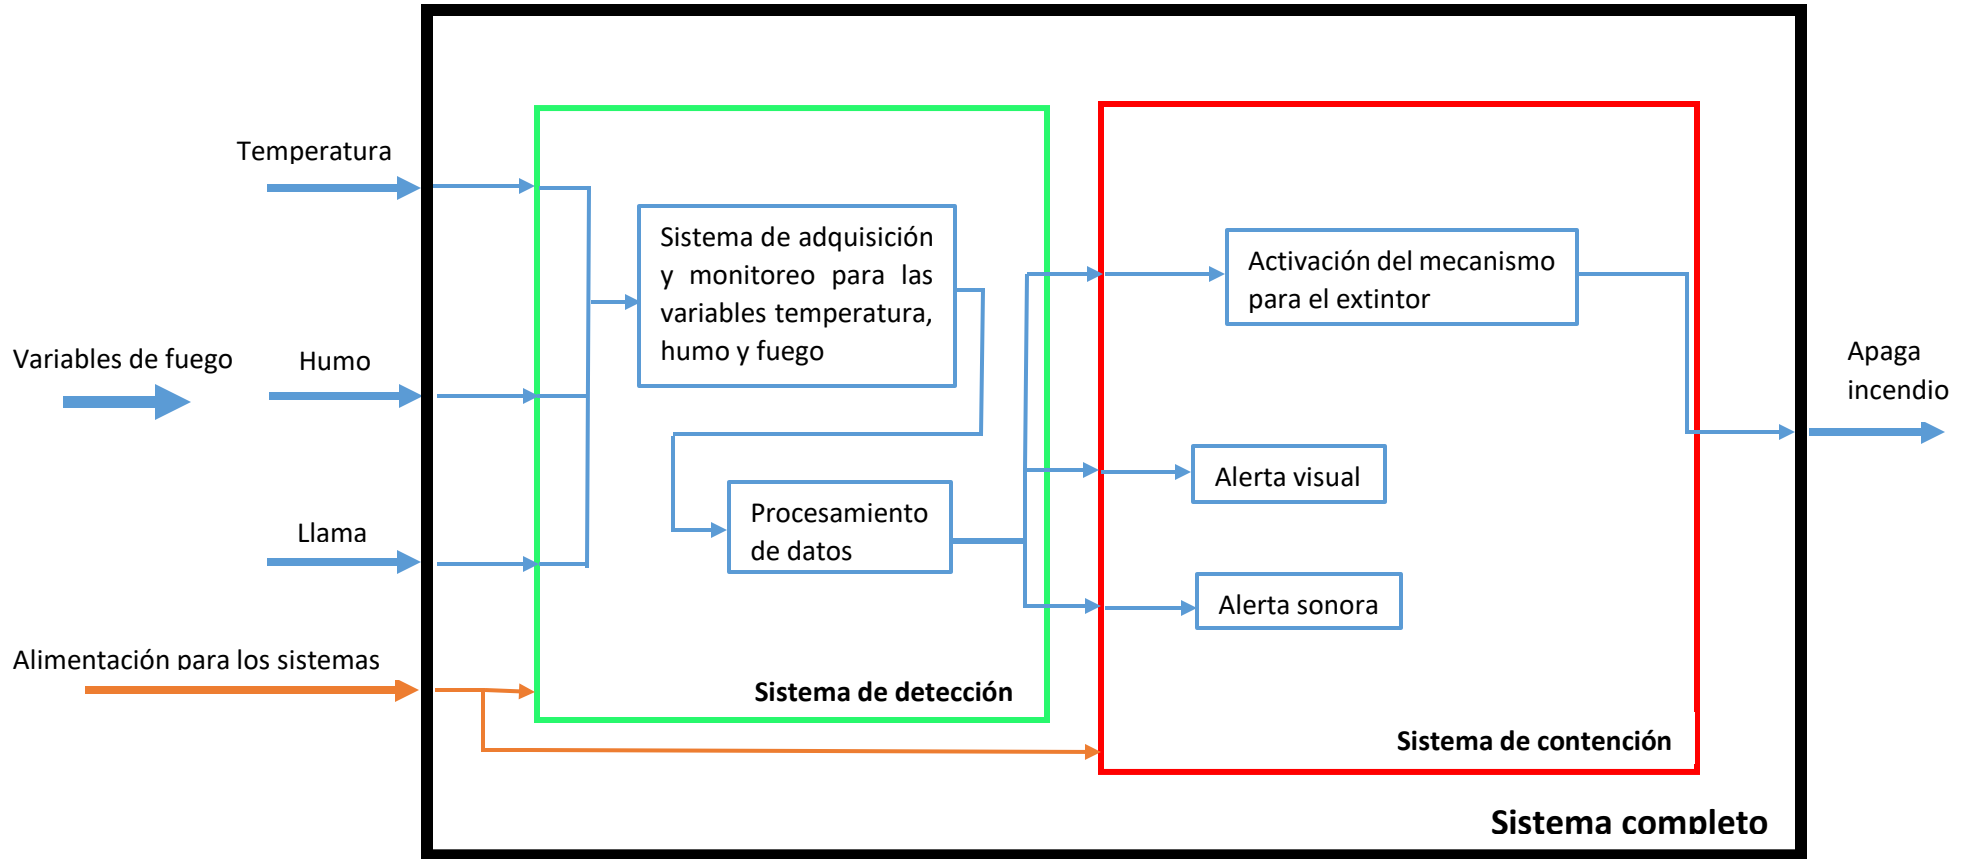 Temperatura
Variables de fuego
Humo
Llama
Alimentación para los sistemas
Sistema de adquisición
y monitoreo para las
variables temperatura,
humo y fuego
Procesamiento
de datos
Sistema de detección
Activación del mecanismo
para el extintor
Alerta visual
Alerta sonora
Sistema de contención
Apaga
incendio
Sistema completo